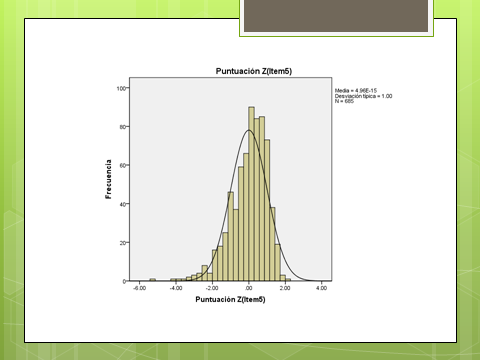 Puntuación Z(Item5)
Media = 4.96E-15
Desviación típica = 1.00
N = 685
100
80
60
40
20
0
Frecuencia
-6.00 -4.00 -2.00 .00 2.00 4.00
Puntuación Z(Item5)